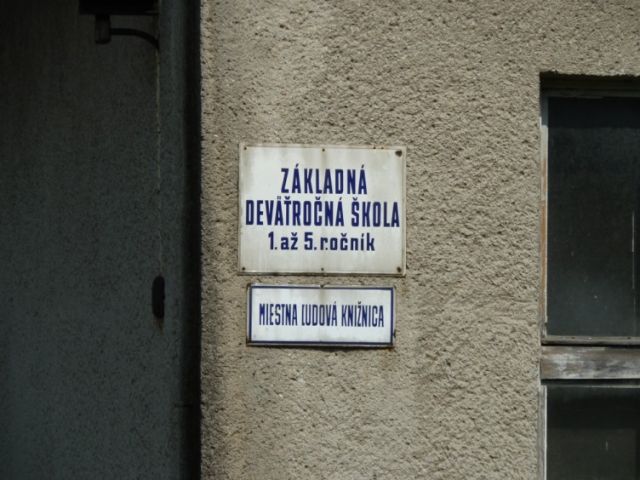 ZÁKLADNÁ
DEVÄŤROČNÁ ŠKOLA
1. až 5. ročník
MIESTNA ĽUDOVÁ KNIŽNICA